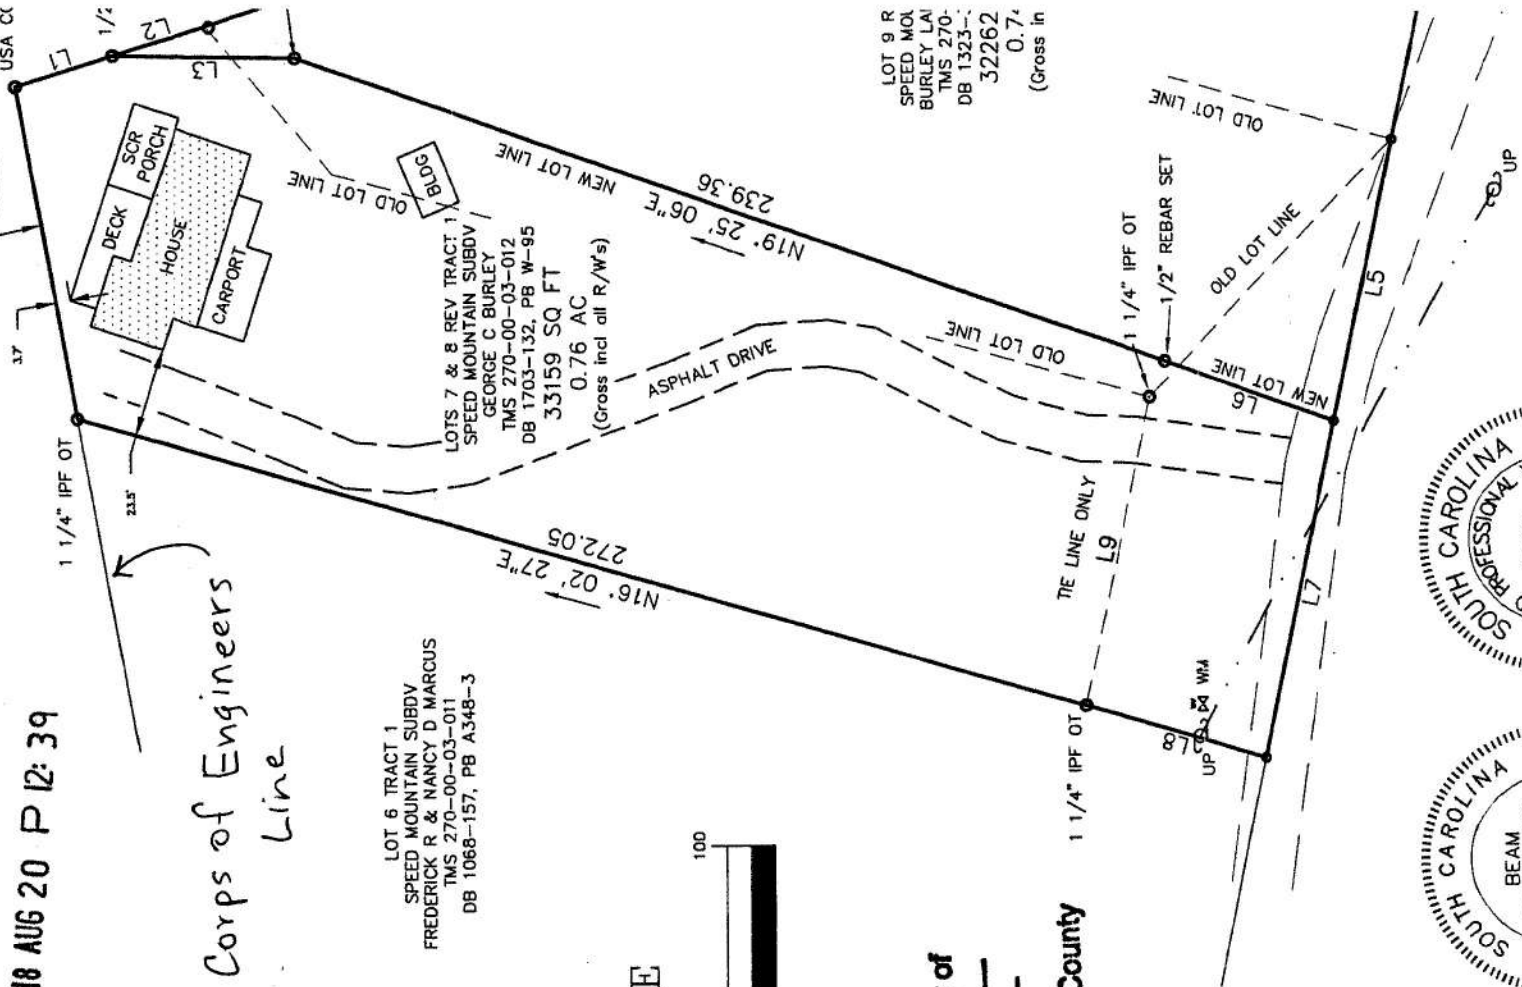 18 AUG 20 P 12: 39
Corps of Engineers
Line
USA
L1
L2
L3
3.7'
23.5'
1 1/4" IPF OT
SCR
PORCH
DECK
HOUSE
CARPORT
BLDG
OLD LOT LINE
NEW LOT LINE
N19° 25' 06"E
239.36
LOTS 7 & 8 REV TRACT 1
SPEED MOUNTAIN SUBDV
GEORGE C BURLEY
TMS 270-00-03-012
DB 1703-132, PB W-95
33159 SQ FT
0.76 AC
(Gross incl all R/W's)
ASPHALT DRIVE
N16° 02' 27"E
272.05
LOT 6 TRACT 1
SPEED MOUNTAIN SUBDV
FREDERICK R & NANCY D MARCUS
TMS 270-00-03-011
DB 1068-157, PB A348-3
LOT 9 R
SPEED MOU
BURLEY LA
TMS 270-
DB 1323-
32262
0.74
(Gross in
OLD LOT LINE
OLD LOT LINE
OLD LOT LINE
1 1/4" IPF OT
1/2" REBAR SET
NEW LOT LINE
L6
L5
L7
TIE LINE ONLY
L9
L8
WM
UP
UP
1 1/4" IPF OT
100
of
County
SOUTH CAROLINA
PROFESSIONAL
SOUTH CAROLINA
BEAM